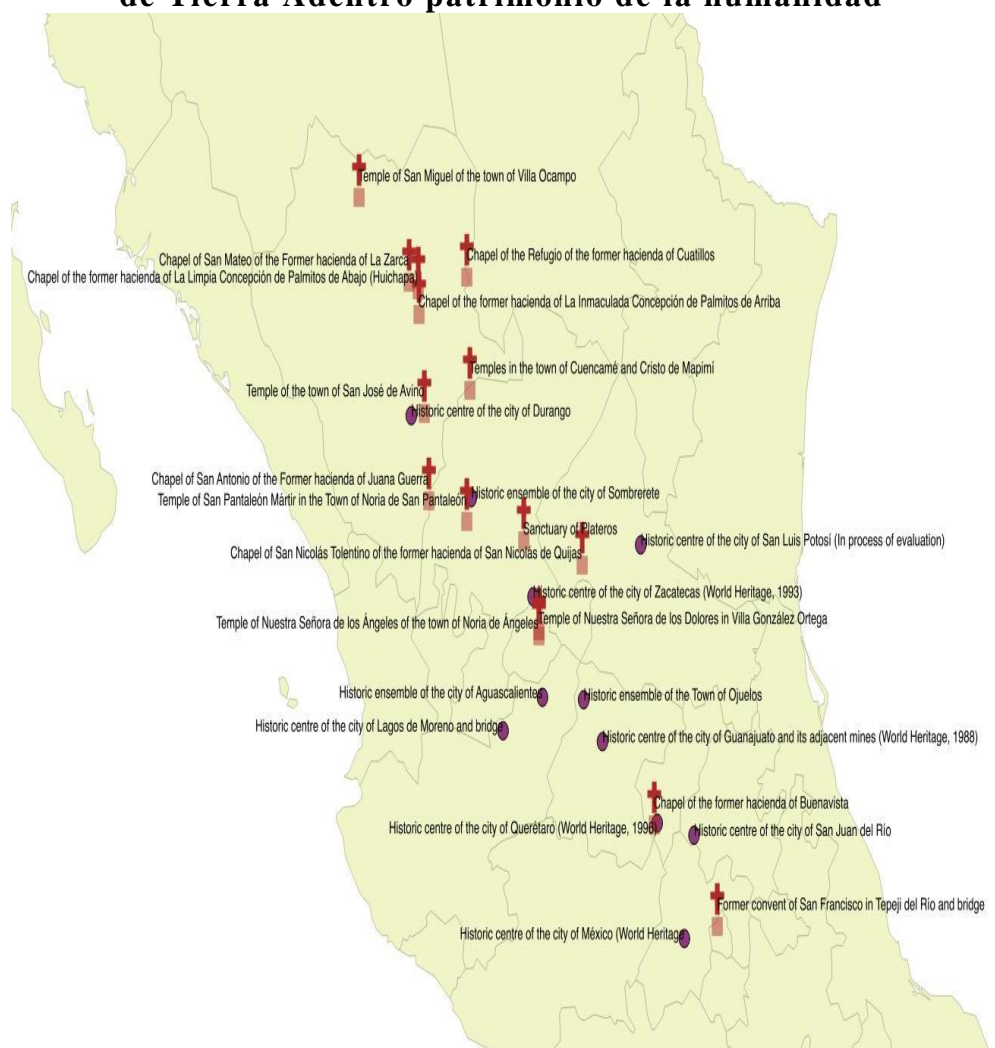 de Tierra Adentro patrimonio de la humanidad
Temple of San Miguel of the town of Villa Ocampo
Chapel of San Mateo of the Former hacienda of La Zarca
Chapel of the Refugio of the former hacienda of Cuatillos
Chapel of the former hacienda of La Limpia Concepción de Palmitos de Abajo (Huichapa)
Chapel of the former hacienda of La Inmaculada Concepción de Palmitos de Arriba
Temples in the town of Cuencamé and Cristo de Mapimí
Temple of the town of San José de Avino
Historic centre of the city of Durango
Chapel of San Antonio of the Former hacienda of Juana Guerra
Historic ensemble of the city of Sombrerete
Temple of San Pantaleón Mártir in the Town of Noria de San Pantaleón
Sanctuary of Plateros
Historic centre of the city of San Luis Potosí (In process of evaluation)
Chapel of San Nicolás Tolentino of the former hacienda of San Nicolás de Quijas
Historic centre of the city of Zacatecas (World Heritage, 1993)
Temple of Nuestra Señora de los Ángeles of the town of Noria de Ángeles
Temple of Nuestra Señora de los Dolores in Villa González Ortega
Historic ensemble of the city of Aguascalientes
Historic ensemble of the Town of Ojuelos
Historic centre of the city of Lagos de Moreno and bridge
Historic centre of the city of Guanajuato and its adjacent mines (World Heritage, 1988)
Chapel of the former hacienda of Buenavista
Historic centre of the city of Querétaro (World Heritage, 1996)
Historic centre of the city of San Juan del Río
Former convent of San Francisco in Tepeji del Río and bridge
Historic centre of the city of México (World Heritage